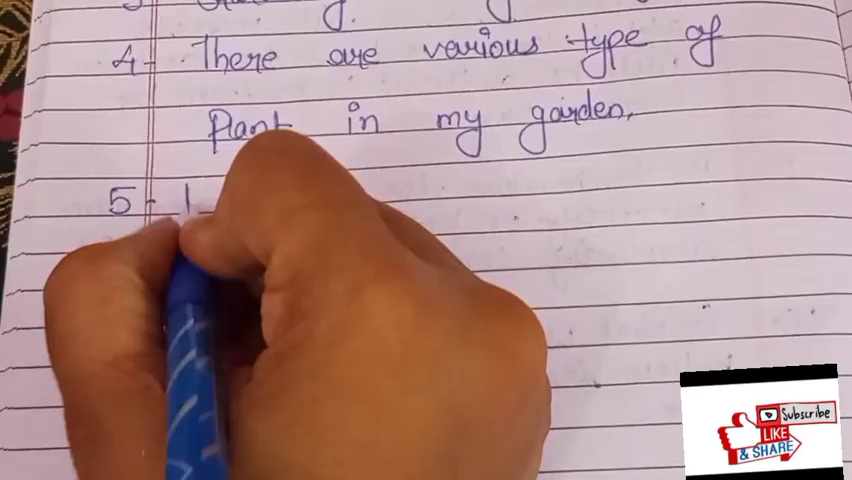 4- There are various type of
Plant in my garden.
5-
Subscribe
LIKE
& SHARE